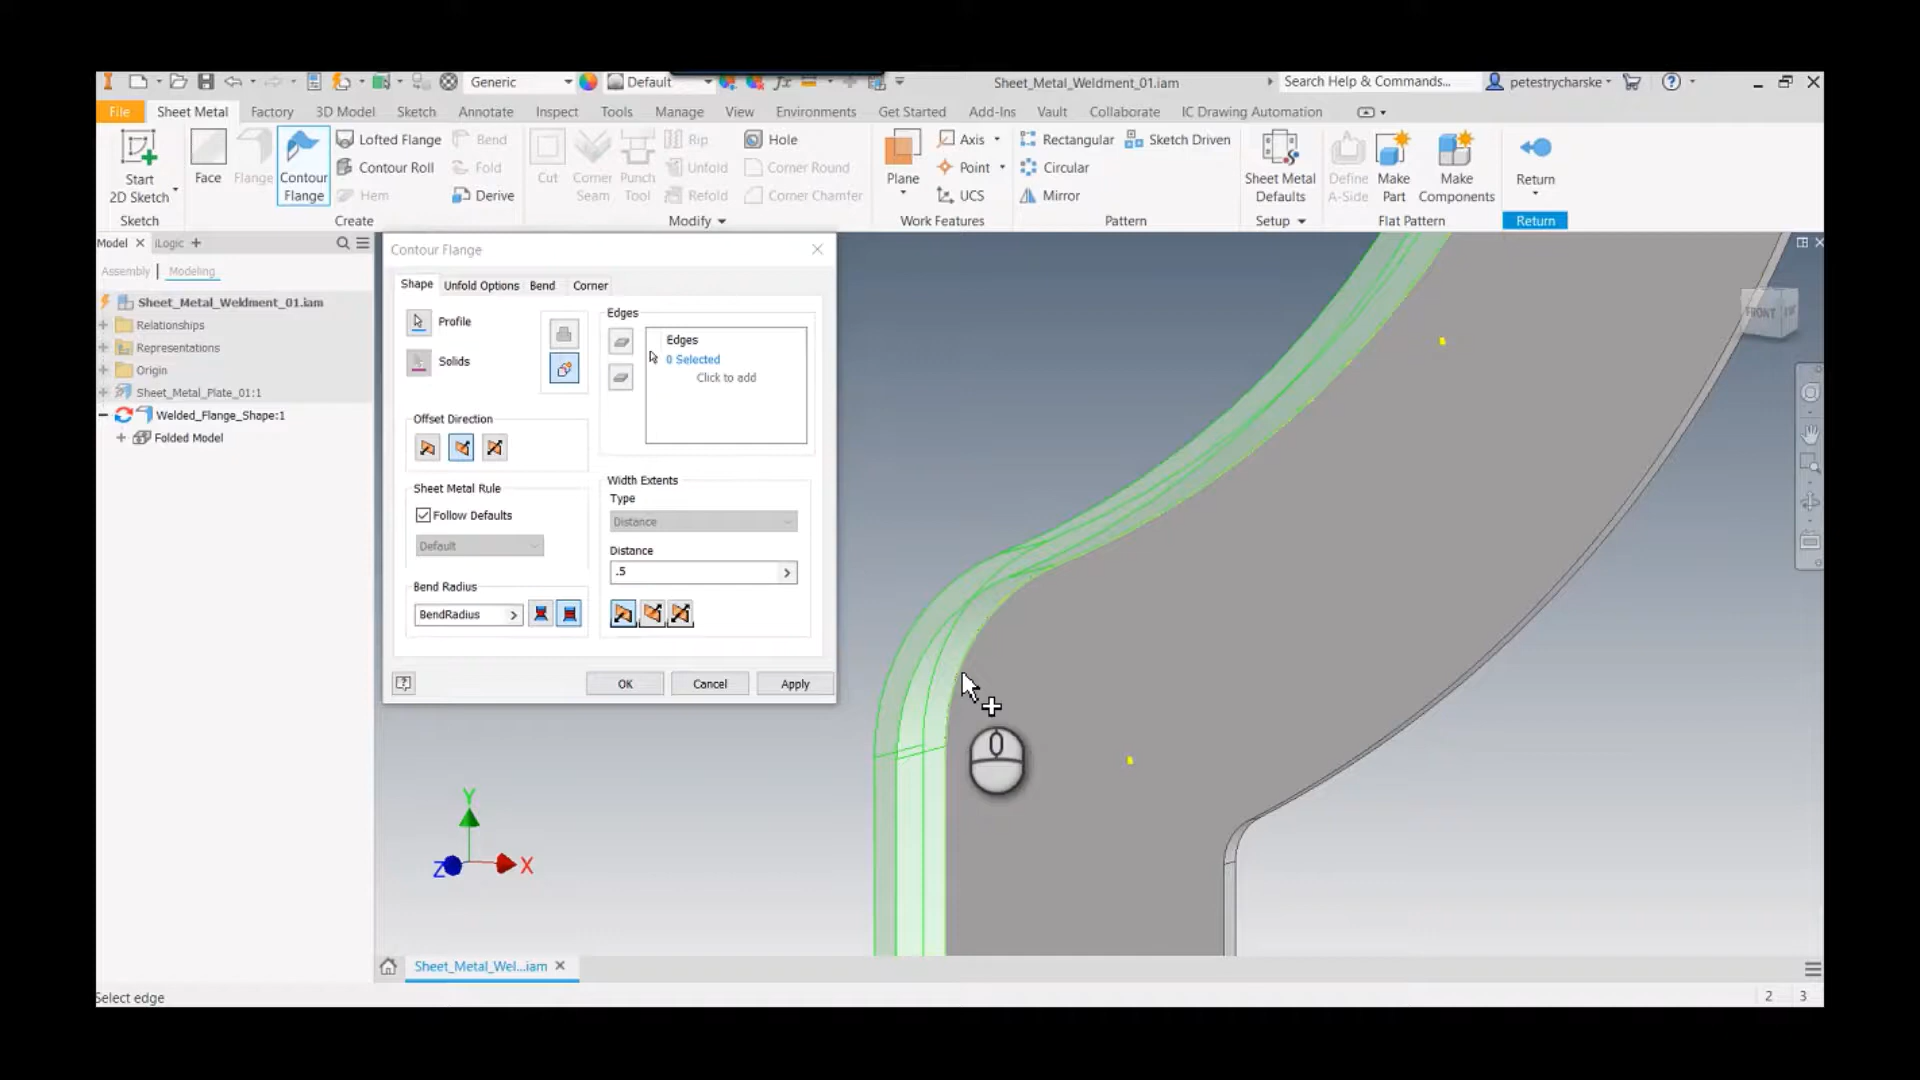 Generic
Default
Sheet_Metal_Weldment_01.iam
Search Help & Commands...
petestrycharske
File
Sheet Metal
Factory
3D Model
Sketch
Annotate
Inspect
Tools
Manage
View
Environments
Get Started
Add-Ins
Vault
Collaborate
IC Drawing Automation
Start
2D Sketch
Sketch
Face
Flange
Contour
Flange
Lofted Flange
Contour Roll
Hem
Bend
Fold
Derive
Create
Cut
Corner
Seam
Punch
Tool
Rip
Unfold
Refold
Hole
Corner Round
Corner Chamfer
Modify
Plane
Axis
Point
UCS
Work Features
Rectangular
Circular
Mirror
Sketch Driven
Pattern
Sheet Metal
Defaults
Setup
Define
A-Side
Make
Part
Make
Components
Flat Pattern
Return
Return
Model
iLogic
Assembly
Modeling
Sheet_Metal_Weldment_01.iam
Relationships
Representations
Origin
Sheet_Metal_Plate_01:1
Welded_Flange_Shape:1
Folded Model
Contour Flange
Shape
Unfold Options
Bend
Corner
Profile
Solids
Edges
Edges
0 Selected
Click to add
Offset Direction
Sheet Metal Rule
Follow Defaults
Default
Bend Radius
BendRadius
Width Extents
Type
Distance
Distance
.5
OK
Cancel
Apply
FRONT
Y
Z
X
Sheet_Metal_Wel...iam
Select edge
2
3